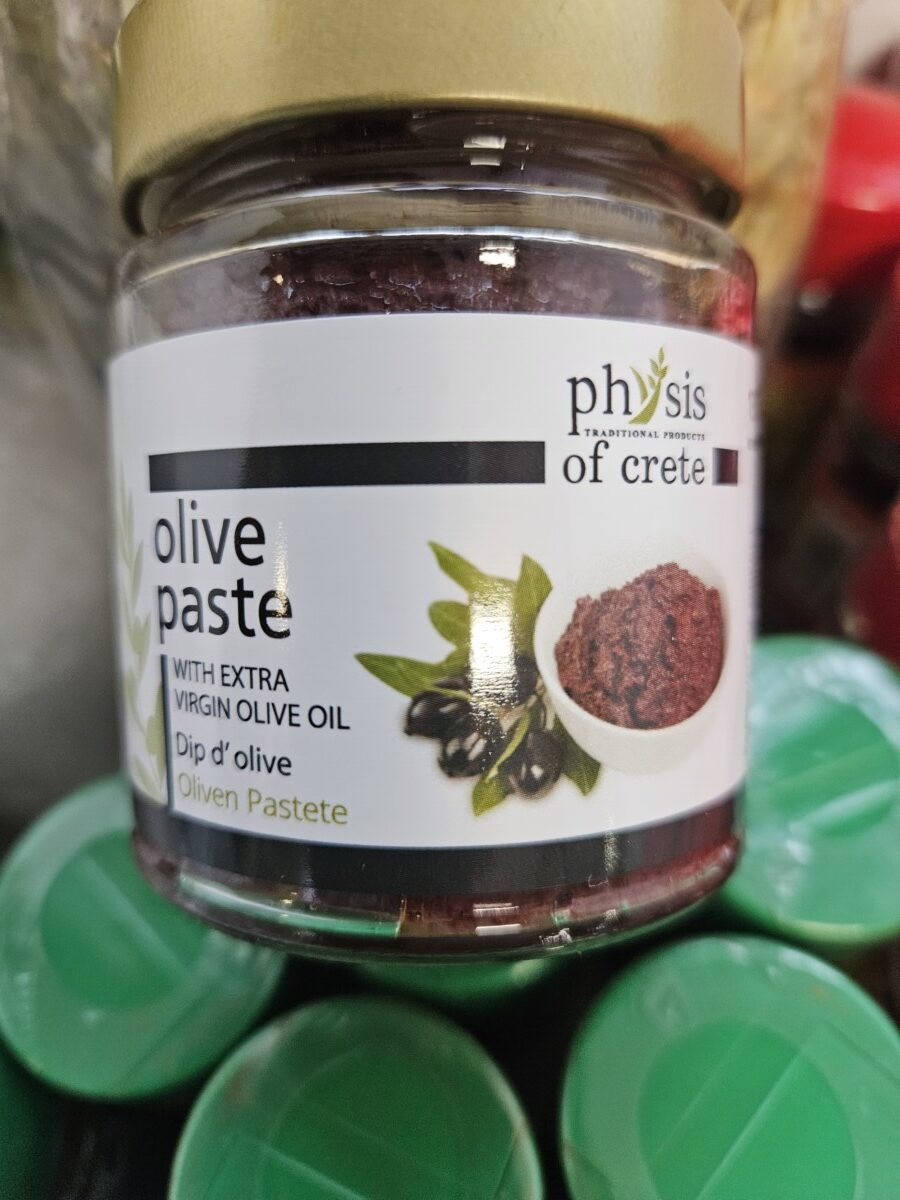 physis
TRADITIONAL PRODUCTS
of crete
olive
paste
WITH EXTRA
VIRGIN OLIVE OIL
Dip d' olive
Oliven Pastete